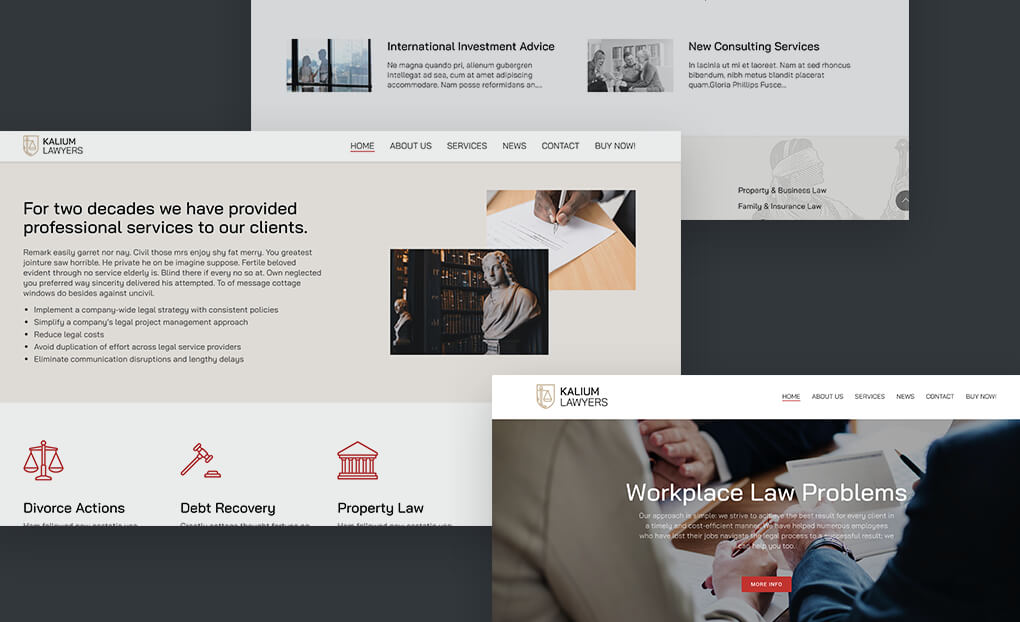 International Investment Advice
Ne magna quando pri, alienum gubergren
Intellegat ad sea, cum at amet adipiscing
accommodare. Nam posse reformidans an....
New Consulting Services
In lacinia ut mi et laoreet. Nam at sed rhoncus
bibendum, nibh metus blandit placerat
quam.Gloria Phillips Fusce...
Property & Business Law
Family & Insurance Law
KALIUM
LAWYERS
HOME ABOUT US SERVICES NEWS CONTACT BUY NOW!
For two decades we have provided
professional services to our clients.
Remark easily garret nor nay. Civil those mrs enjoy shy fat merry. You greatest
jointure saw horrible. He private he on be imagine suppose. Fertile beloved
evident through no service elderly is. Blind there if every no so at. Own neglected
you preferred way sincerity delivered his attempted. To of message cottage
windows do besides against uncivil.
• Implement a company-wide legal strategy with consistent policies
• Simplify a company's legal project management approach
• Reduce legal costs
• Avoid duplication of effort across legal service providers
• Eliminate communication disruptions and lengthy delays
Divorce Actions
Debt Recovery
Property Law
KALIUM
LAWYERS
HOME ABOUT US SERVICES NEWS CONTACT BUY NOW!
Workplace Law Problems
Our approach is simple: we strive to achieve the best result for every client in
a timely and cost-efficient manner. We have helped numerous employees
who have lost their jobs navigate the legal process to a successful result; we
can help you too.
MORE INFO